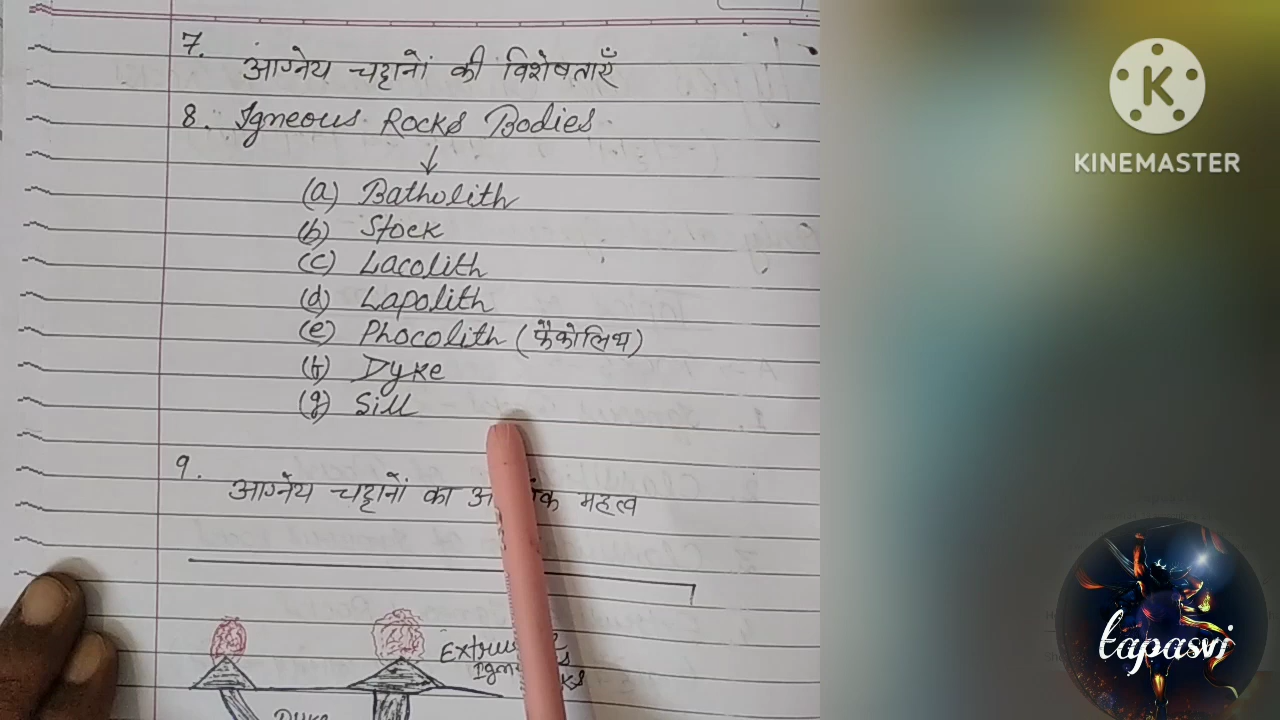 7.
आग्नेय चट्टानों की विशेषताएँ
8. Igneous Rocks Bodies
(a) Batholith
(b) Stock
(c) Lacolith
(d) Lapolith
(e) Phocolith (फैकोलिथ)
(f) Dyke
(g) Sill
9.
आग्नेय चट्टानों का महत्व
Dyke
K
KINEMASTER
tapasvi